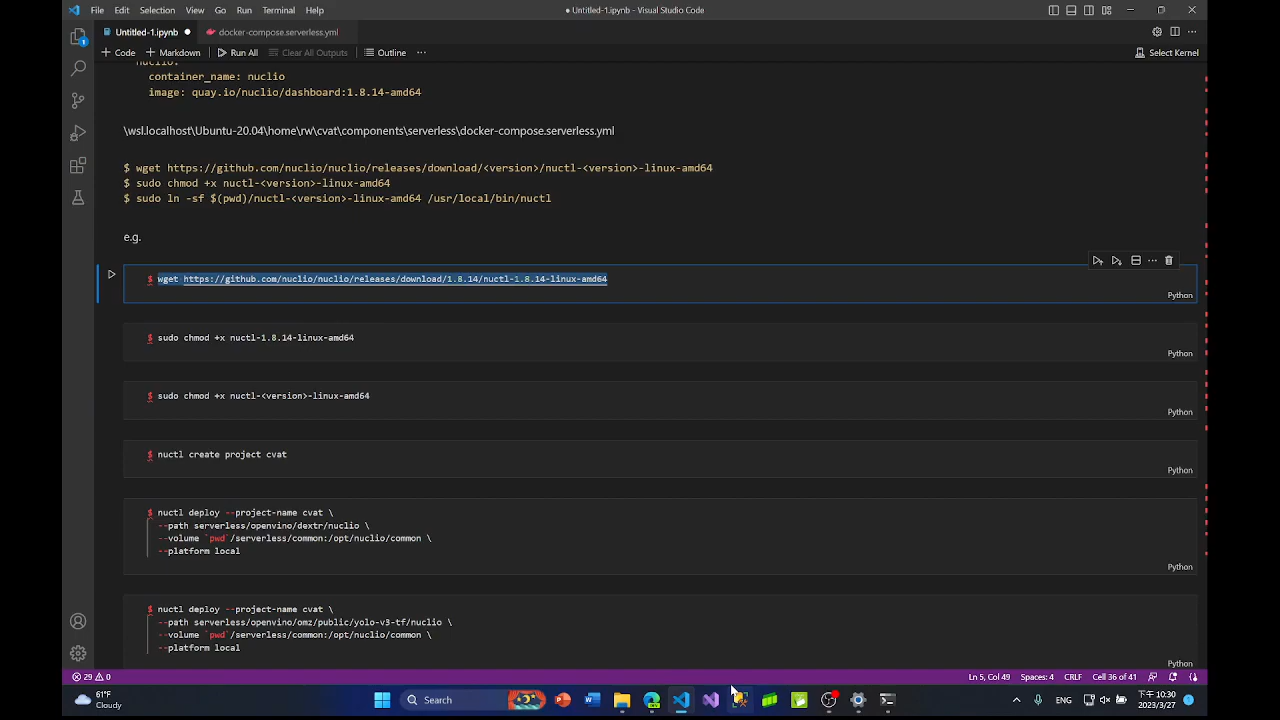 File Edit Selection View Go Run Terminal Help
● Untitled-1.ipynb - Visual Studio Code
Untitled-1.ipynb ●
docker-compose.serverless.yml
+ Code + Markdown Run All Clear All Outputs Outline ···
Select Kernel
nuclio:
container_name: nuclio
image: quay.io/nuclio/dashboard:1.8.14-amd64
\wsl.localhost\Ubuntu-20.04\home\rw\cvat\components\serverless\docker-compose.serverless.yml
$ wget https://github.com/nuclio/nuclio/releases/download/<version>/nuctl-<version>-linux-amd64
$ sudo chmod +x nuctl-<version>-linux-amd64
$ sudo ln -sf $(pwd)/nuctl-<version>-linux-amd64 /usr/local/bin/nuctl
e.g.
$ wget https://github.com/nuclio/nuclio/releases/download/1.8.14/nuctl-1.8.14-linux-amd64
Python
$ sudo chmod +x nuctl-1.8.14-linux-amd64
Python
$ sudo chmod +x nuctl-<version>-linux-amd64
Python
$ nuctl create project cvat
Python
$ nuctl deploy --project-name cvat \
--path serverless/openvino/dextr/nuclio \
--volume `pwd`/serverless/common:/opt/nuclio/common \
--platform local
Python
$ nuctl deploy --project-name cvat \
--path serverless/openvino/omz/public/yolo-v3-tf/nuclio \
--volume `pwd`/serverless/common:/opt/nuclio/common \
--platform local
Python
29 0
Ln 5, Col 49 Spaces: 4 CRLF Cell 36 of 41
61°F
Cloudy
Search
ENG
下午 10:30
2023/3/27